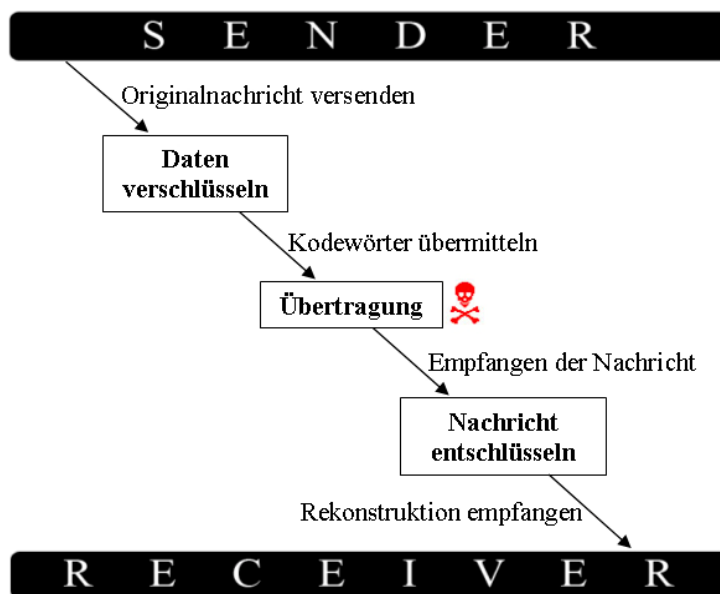 S E N D E R
Originalnachricht versenden
Daten
verschlüsseln
Kodewörter übermitteln
Übertragung
Empfangen der Nachricht
Nachricht
entschlüsseln
Rekonstruktion empfangen
R E C E I V E R